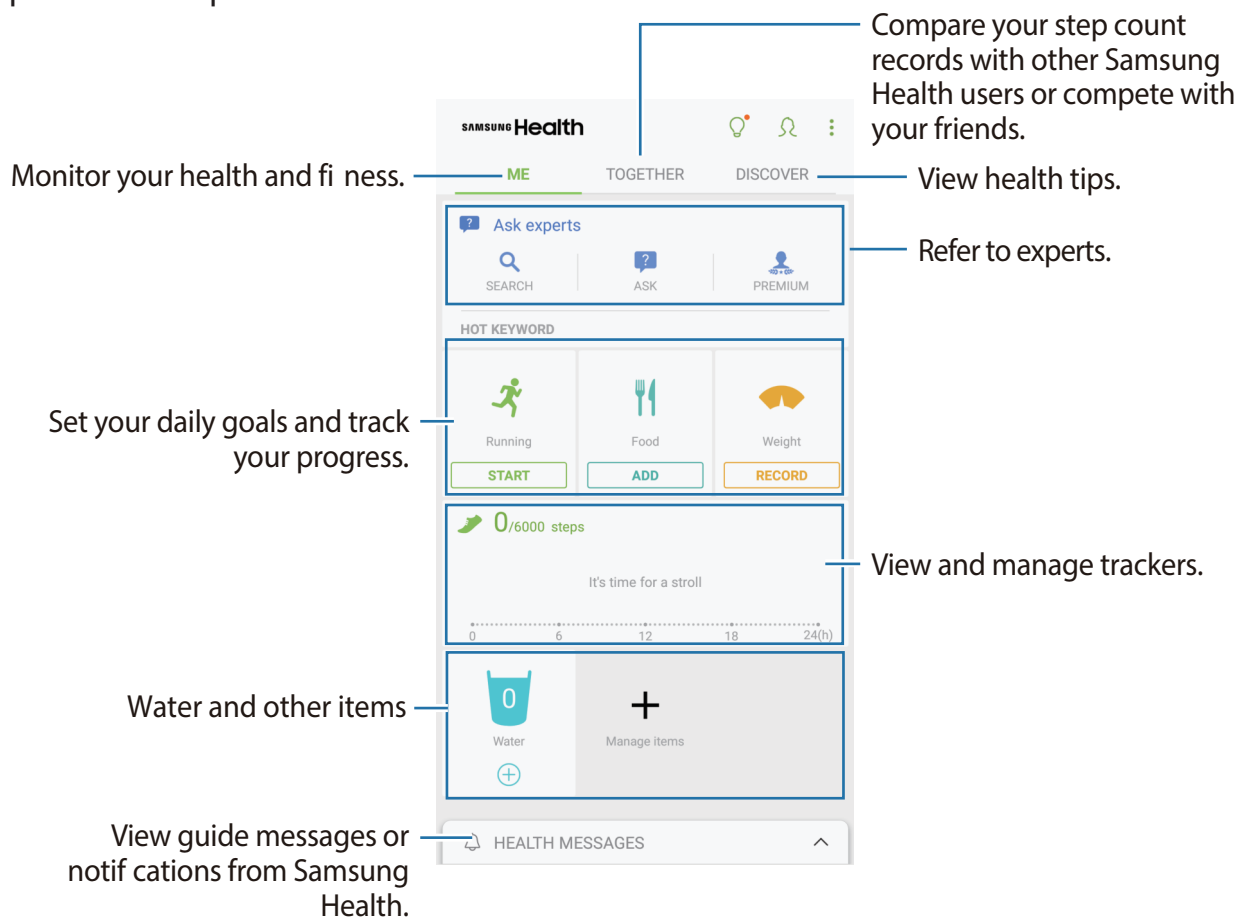 Compare your step count
records with other Samsung
Health users or compete with
your friends.
SAMSUNG Health
Monitor your health and fi ness.
ME
TOGETHER
DISCOVER
View health tips.
? Ask experts
Refer to experts.
SEARCH
? ASK
PREMIUM
HOT KEYWORD
Set your daily goals and track
your progress.
Running
Food
Weight
START
ADD
RECORD
0/6000 steps
It's time for a stroll
View and manage trackers.
0 6 12 18 24(h)
Water and other items
0
Water
Manage items
View guide messages or
notif cations from Samsung
Health.
HEALTH MESSAGES